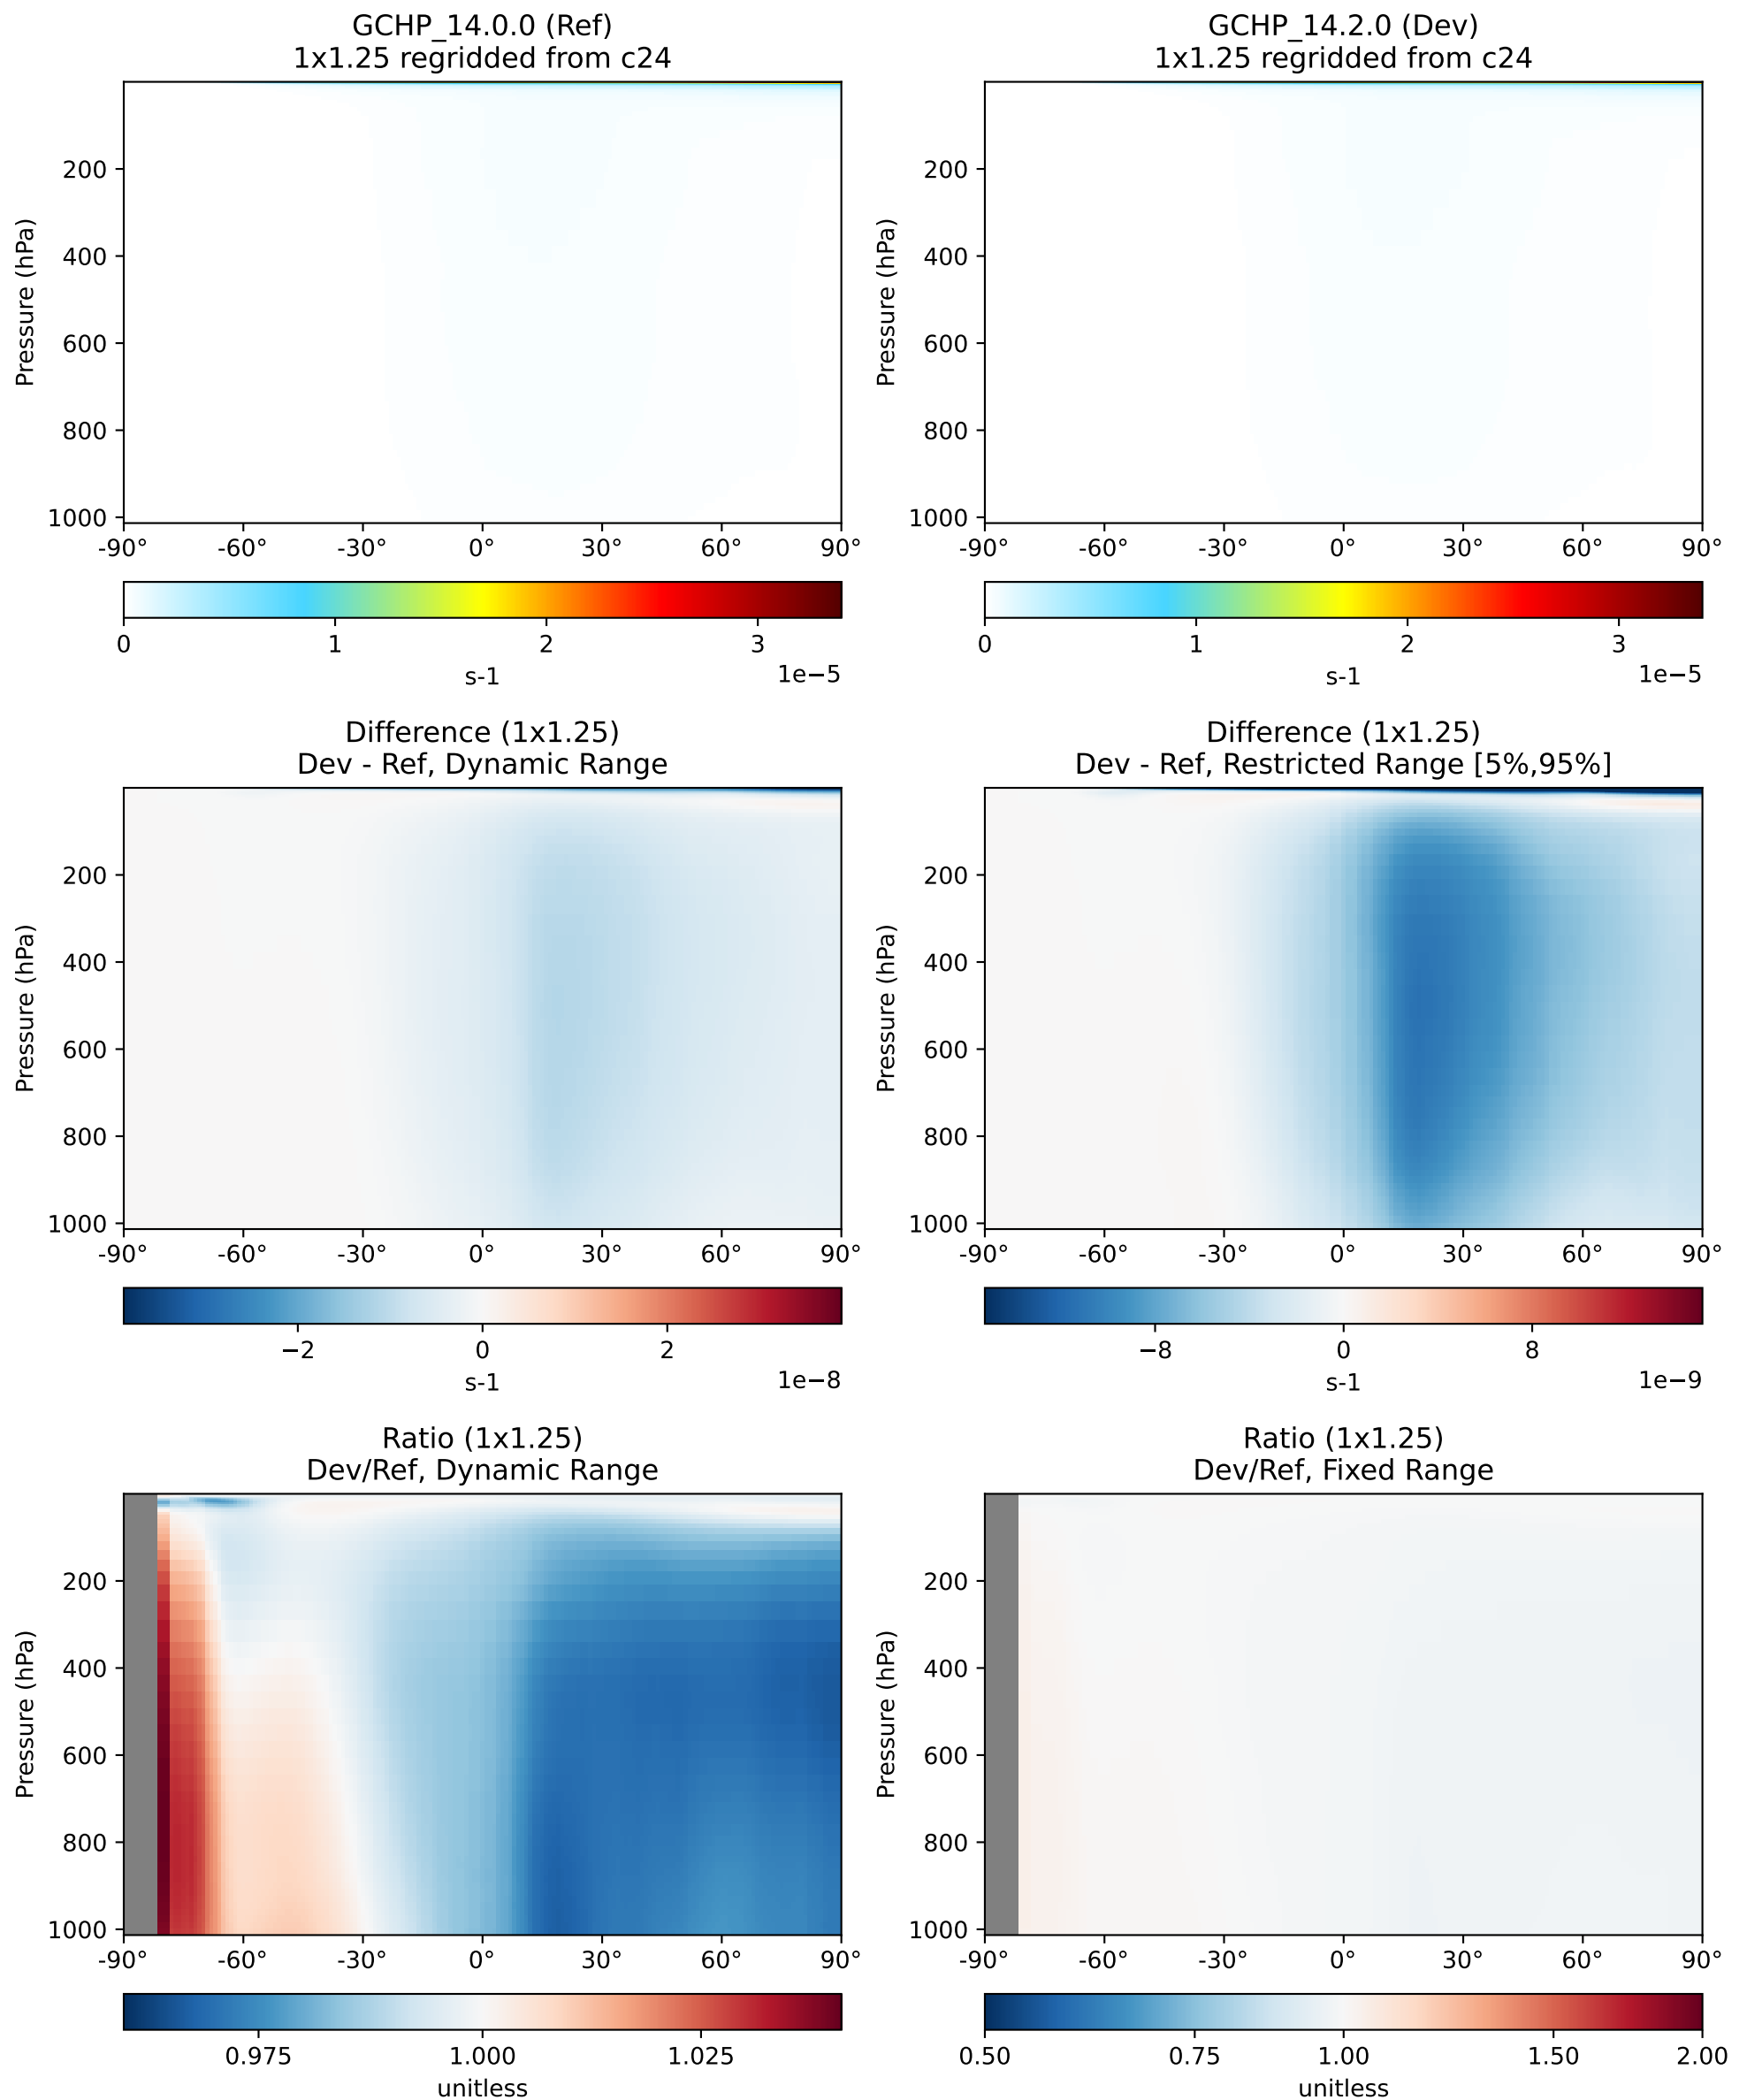 GCHP_14.0.0 (Ref)
1x1.25 regridded from c24
Pressure (hPa)
200
400
600
800
1000
-90° -60° -30° 0° 30° 60° 90°
0 1 2 3
s-1
1e−5
GCHP_14.2.0 (Dev)
1x1.25 regridded from c24
Pressure (hPa)
200
400
600
800
1000
-90° -60° -30° 0° 30° 60° 90°
0 1 2 3
s-1
1e−5
Difference (1x1.25)
Dev - Ref, Dynamic Range
Pressure (hPa)
200
400
600
800
1000
-90° -60° -30° 0° 30° 60° 90°
−2 0 2
s-1
1e−8
Difference (1x1.25)
Dev - Ref, Restricted Range [5%,95%]
Pressure (hPa)
200
400
600
800
1000
-90° -60° -30° 0° 30° 60° 90°
−8 0 8
s-1
1e−9
Ratio (1x1.25)
Dev/Ref, Dynamic Range
Pressure (hPa)
200
400
600
800
1000
-90° -60° -30° 0° 30° 60° 90°
0.975 1.000 1.025
unitless
Ratio (1x1.25)
Dev/Ref, Fixed Range
Pressure (hPa)
200
400
600
800
1000
-90° -60° -30° 0° 30° 60° 90°
0.50 0.75 1.00 1.50 2.00
unitless